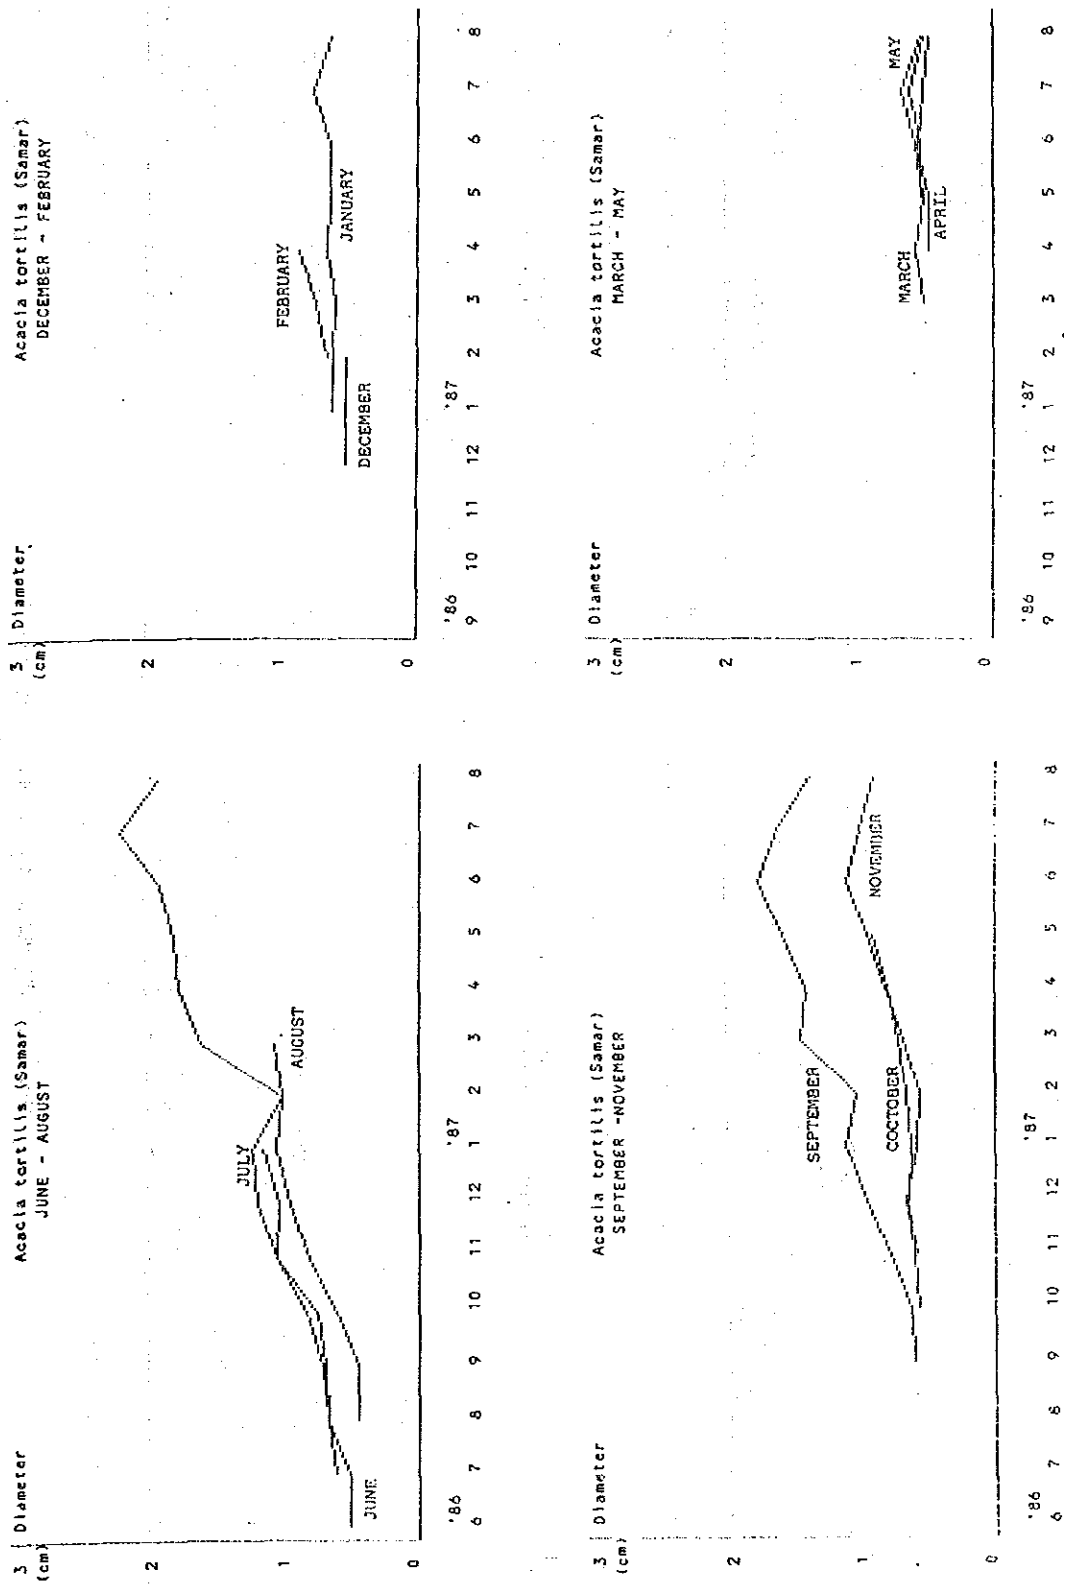 3 Diameter
(cm)
Acacia tortilis (Samar)
JUNE - AUGUST
2
1
0
JULY
AUGUST
JUNE
'86 '87
6 7 8 9 10 11 12 1 2 3 4 5 6 7 8
3 Diameter
(cm)
Acacia tortilis (Samar)
DECEMBER - FEBRUARY
2
1
0
FEBRUARY
JANUARY
DECEMBER
'86 '87
9 10 11 12 1 2 3 4 5 6 7 8
3 Diameter
(cm)
Acacia tortilis (Samar)
SEPTEMBER -NOVEMBER
2
1
0
SEPTEMBER
COCTOBER
NOVEMBER
'86 '87
6 7 8 9 10 11 12 1 2 3 4 5 6 7 8
3 Diameter
(cm)
Acacia tortilis (Samar)
MARCH - MAY
2
1
0
MAY
MARCH
APRIL
'86 '87
9 10 11 12 1 2 3 4 5 6 7 8